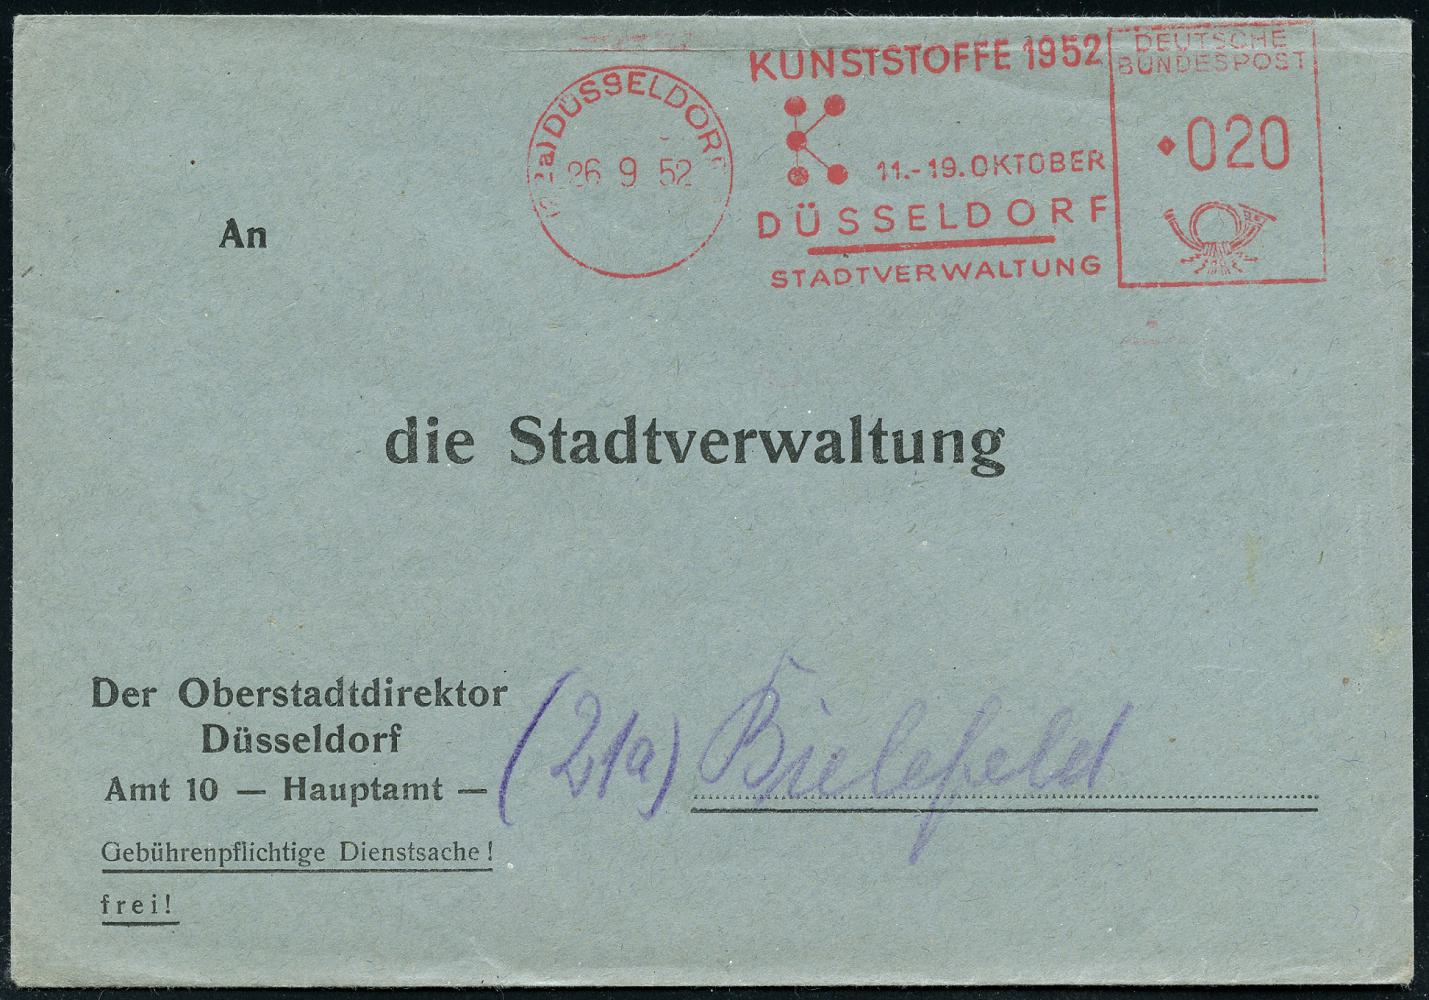 KUNSTSTOFFE 1952
DEUTSCHE
BUNDESPOST
(22a) DÜSSELDORF
26 9 52
11.-19. OKTOBER
020
DÜSSELDORF
STADTVERWALTUNG
An
die Stadtverwaltung
Der Oberstadtdirektor
Düsseldorf
Amt 10 — Hauptamt —
(21a) Bielefeld
Gebührenpflichtige Dienstsache!
frei!